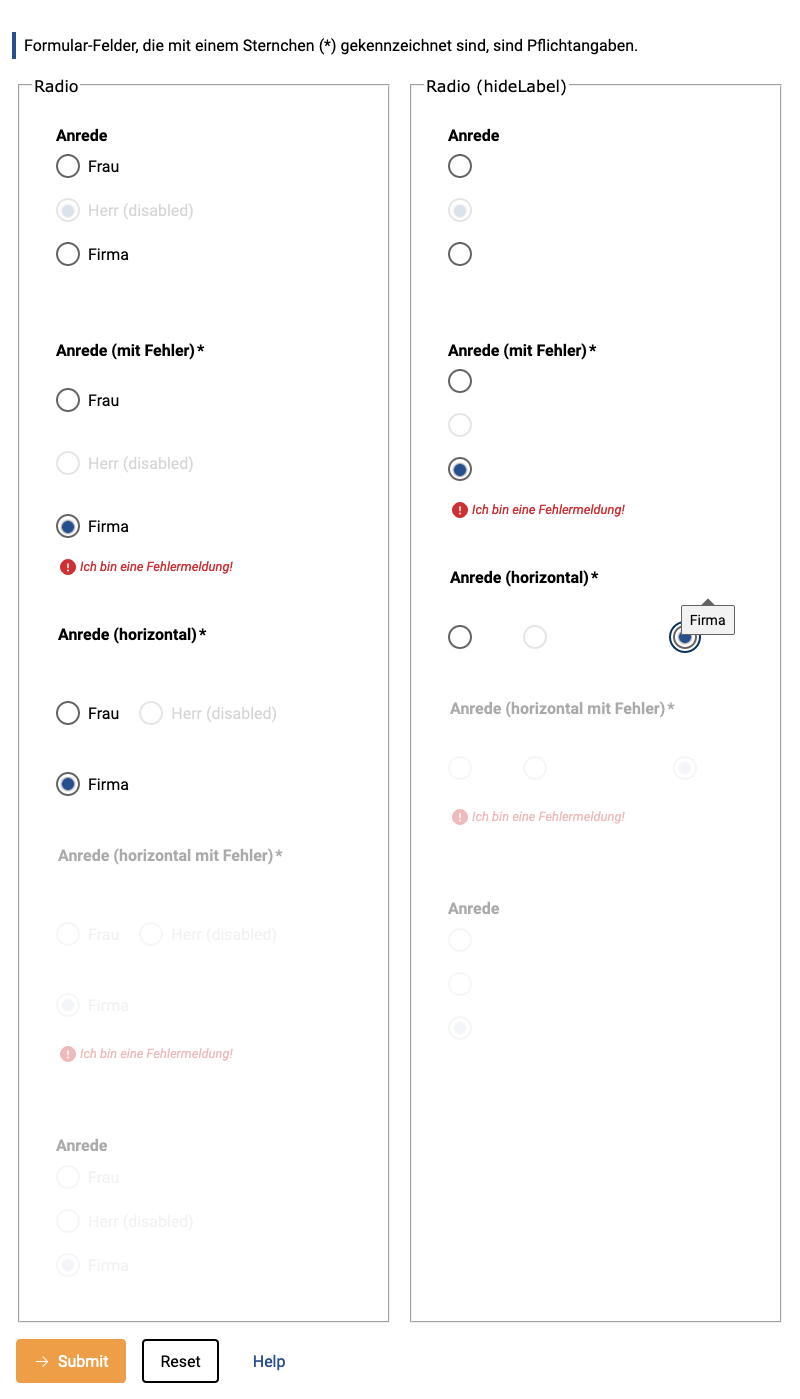 Formular-Felder, die mit einem Sternchen (*) gekennzeichnet sind, sind Pflichtangaben.
Radio
Anrede
Frau
Herr (disabled)
Firma
Anrede (mit Fehler)*
Frau
Herr (disabled)
Firma
Ich bin eine Fehlermeldung!
Anrede (horizontal)*
Frau
Herr (disabled)
Firma
Anrede (horizontal mit Fehler)*
Frau
Herr (disabled)
Firma
Ich bin eine Fehlermeldung!
Anrede
Frau
Herr (disabled)
Firma
Radio (hideLabel)
Anrede
Anrede (mit Fehler)*
Ich bin eine Fehlermeldung!
Anrede (horizontal)*
Firma
Anrede (horizontal mit Fehler)*
Ich bin eine Fehlermeldung!
Anrede
→ Submit
Reset
Help